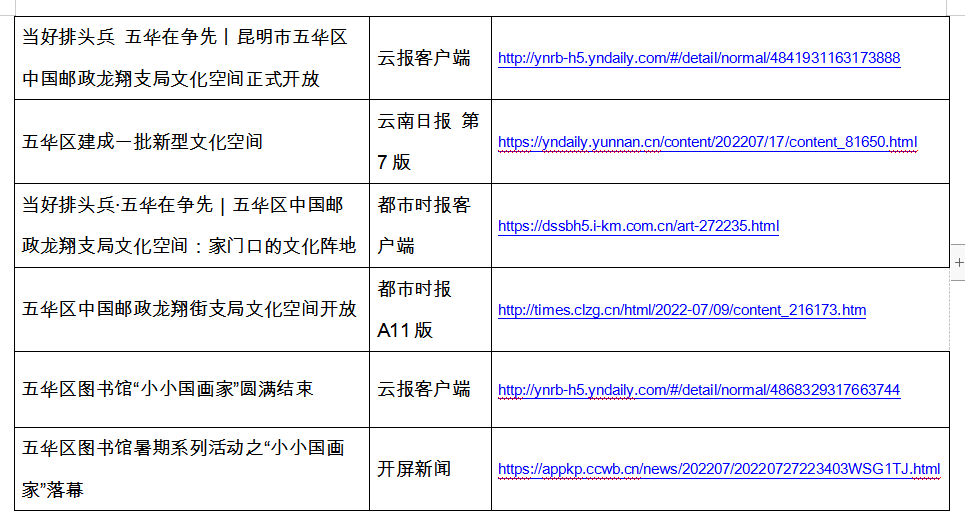 当好排头兵 五华在争先丨昆明市五华区
中国邮政龙翔支局文化空间正式开放
云报客户端
http://ynrb-h5.yndaily.com/#/detail/normal/4841931163173888
五华区建成一批新型文化空间
云南日报 第
7 版
https://yndaily.yunnan.cn/content/202207/17/content_81650.html
当好排头兵·五华在争先 | 五华区中国邮
政龙翔支局文化空间：家门口的文化阵地
都市时报客
户端
https://dssbh5.i-km.com.cn/art-272235.html
五华区中国邮政龙翔街支局文化空间开放
都市时报
A11 版
http://times.clzg.cn/html/2022-07/09/content_216173.htm
五华区图书馆“小小国画家”圆满结束
云报客户端
http://ynrb-h5.yndaily.com/#/detail/normal/4868329317663744
五华区图书馆暑期系列活动之“小小国画
家”落幕
开屏新闻
https://appkp.ccwb.cn/news/202207/20220727223403WSG1TJ.html